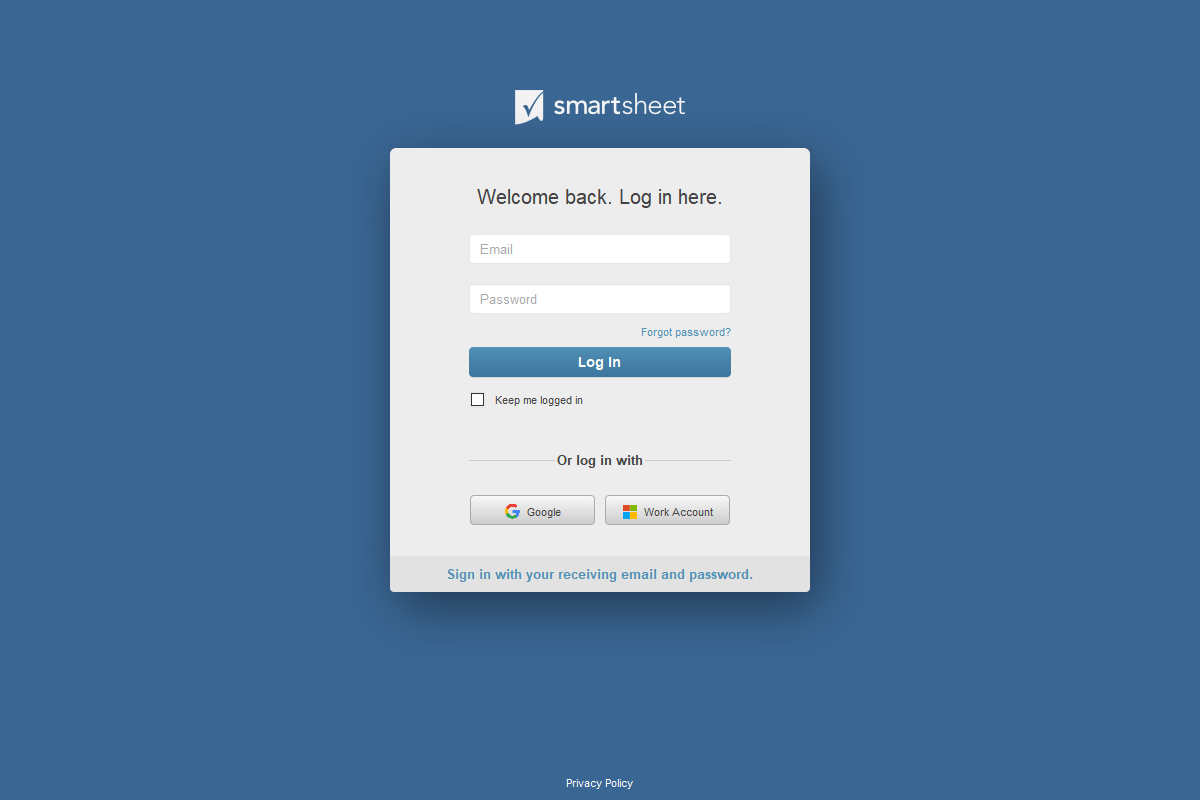 smartsheet
Welcome back. Log in here.
Email
Password
Forgot password?
Log In
Keep me logged in
Or log in with
Google
Work Account
Sign in with your receiving email and password.
Privacy Policy